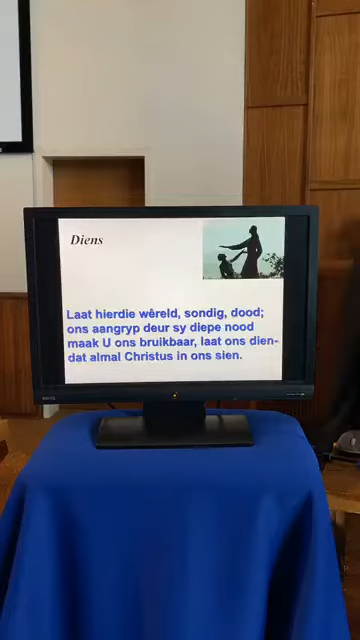 Diens
Laat hierdie wêreld, sondig, dood;
ons aangryp deur sy diepe nood
maak U ons bruikbaar, laat ons dien-
dat almal Christus in ons sien.
BENQ